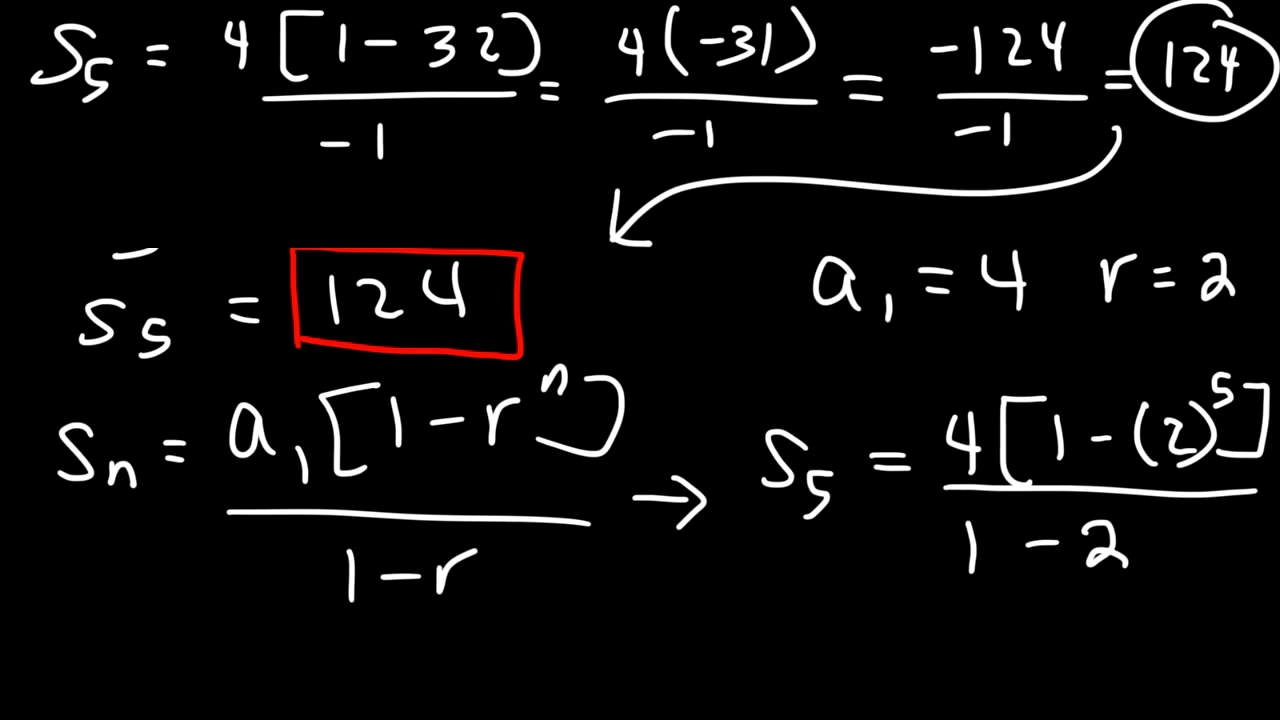 S₅ = 4[1 - 32]/-1 = 4(-31)/-1 = -124/-1 = 124
S₅ = 124 a₁ = 4 r = 2
Sₙ = a₁[1 - rⁿ]/1 - r → S₅ = 4[1 - (2)⁵]/1 - 2